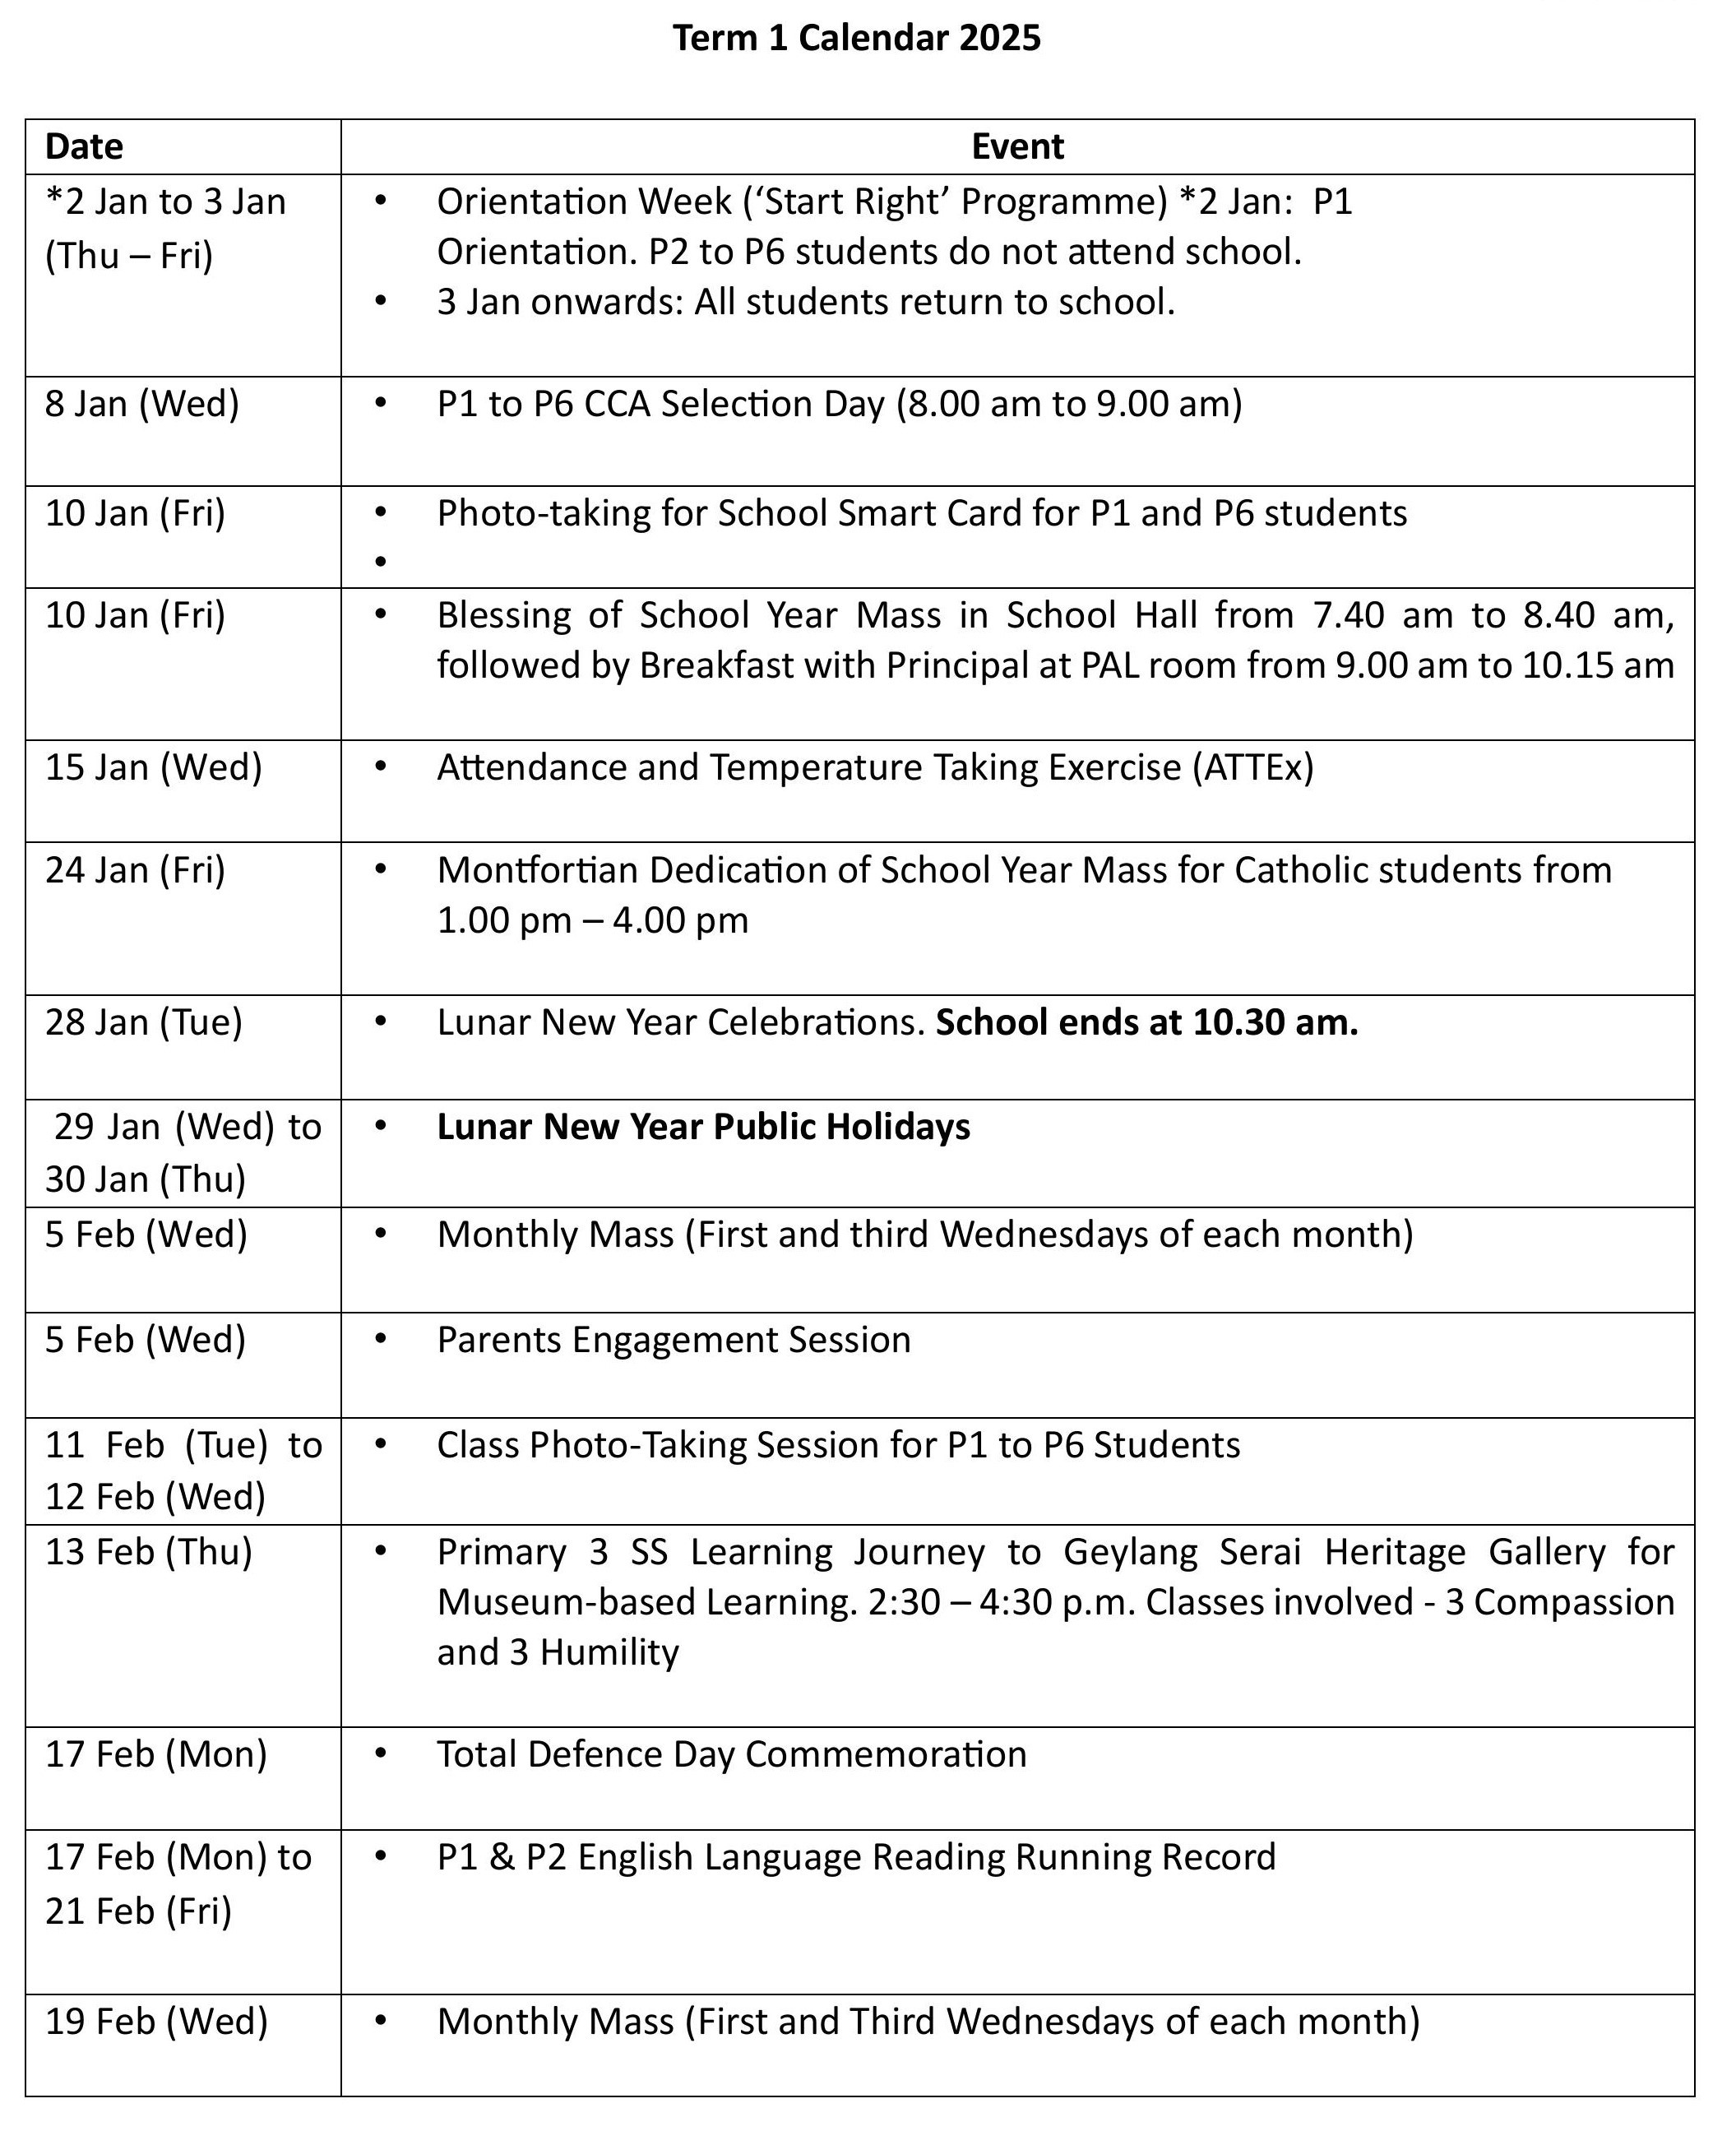 Term 1 Calendar 2025
Date
Event
*2 Jan to 3 Jan
(Thu – Fri)
• Orientation Week (‘Start Right’ Programme) *2 Jan:  P1
Orientation. P2 to P6 students do not attend school.
• 3 Jan onwards: All students return to school.
8 Jan (Wed)
• P1 to P6 CCA Selection Day (8.00 am to 9.00 am)
10 Jan (Fri)
• Photo-taking for School Smart Card for P1 and P6 students
•
10 Jan (Fri)
• Blessing of School Year Mass in School Hall from 7.40 am to 8.40 am,
followed by Breakfast with Principal at PAL room from 9.00 am to 10.15 am
15 Jan (Wed)
• Attendance and Temperature Taking Exercise (ATTEx)
24 Jan (Fri)
• Montfortian Dedication of School Year Mass for Catholic students from
1.00 pm – 4.00 pm
28 Jan (Tue)
• Lunar New Year Celebrations. School ends at 10.30 am.
29 Jan (Wed) to
30 Jan (Thu)
• Lunar New Year Public Holidays
5 Feb (Wed)
• Monthly Mass (First and third Wednesdays of each month)
5 Feb (Wed)
• Parents Engagement Session
11 Feb (Tue) to
12 Feb (Wed)
• Class Photo-Taking Session for P1 to P6 Students
13 Feb (Thu)
• Primary 3 SS Learning Journey to Geylang Serai Heritage Gallery for
Museum-based Learning. 2:30 – 4:30 p.m. Classes involved - 3 Compassion
and 3 Humility
17 Feb (Mon)
• Total Defence Day Commemoration
17 Feb (Mon) to
21 Feb (Fri)
• P1 & P2 English Language Reading Running Record
19 Feb (Wed)
• Monthly Mass (First and Third Wednesdays of each month)